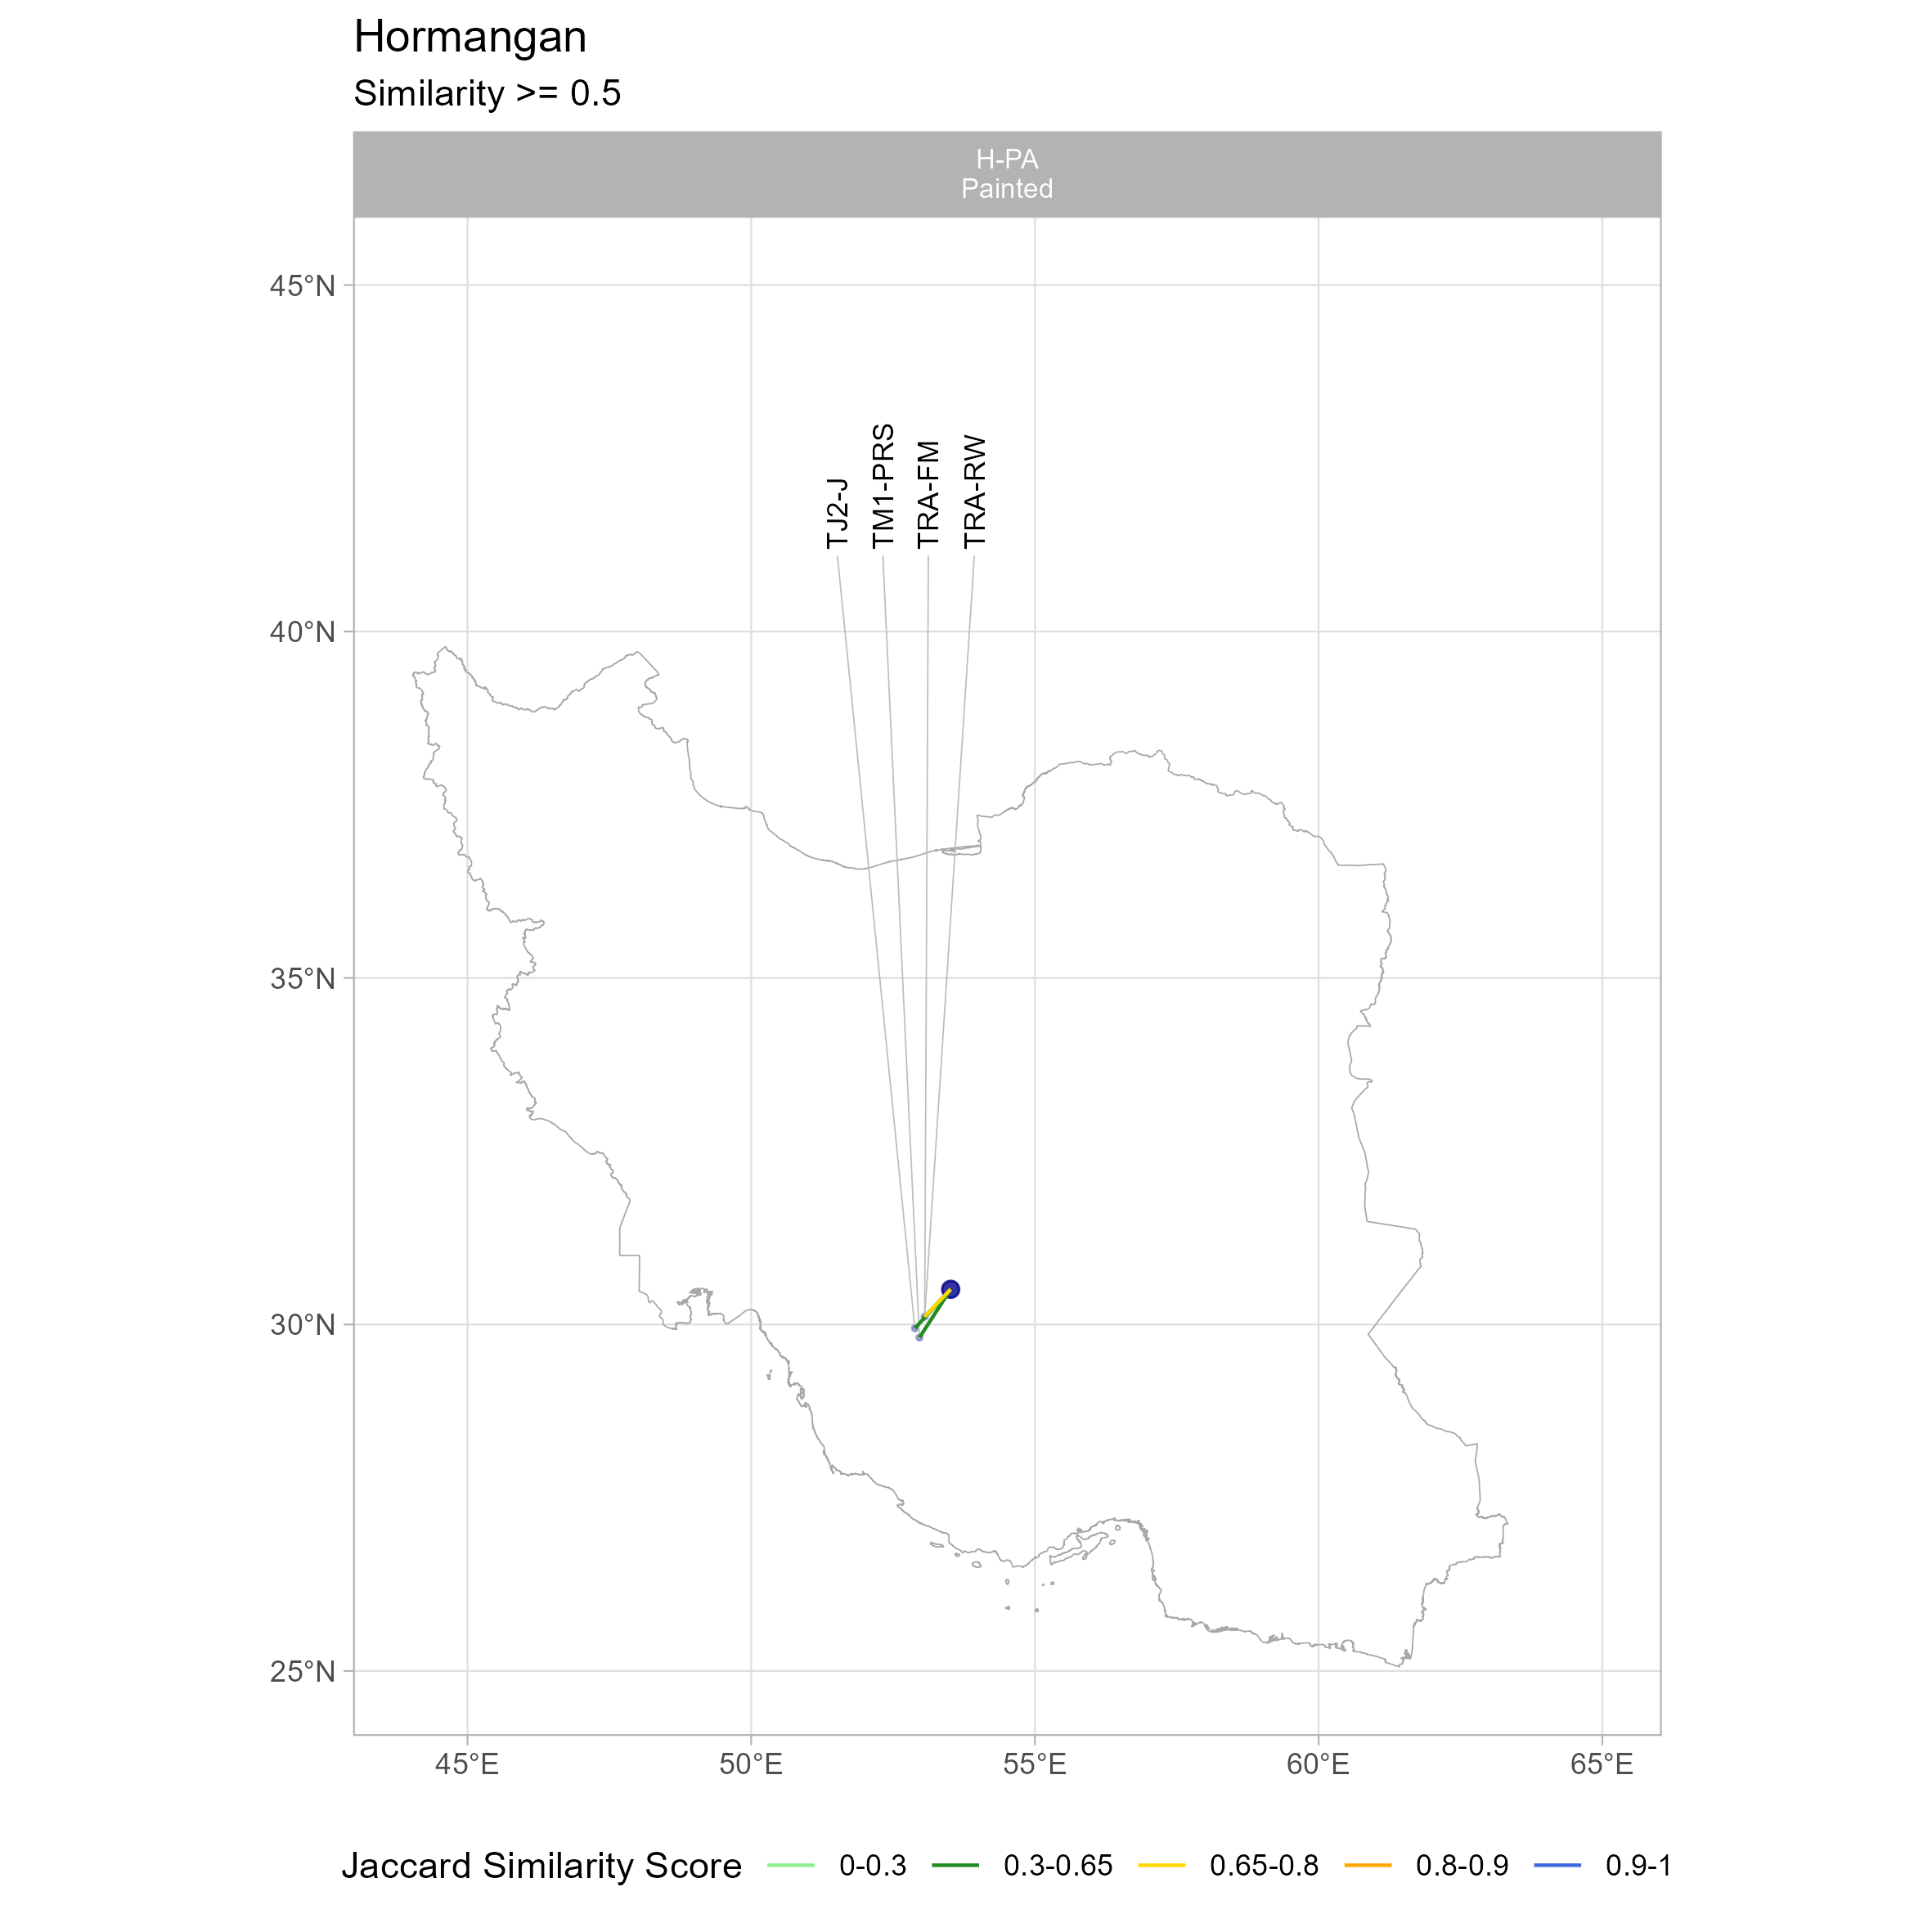 Hormangan
Similarity >= 0.5
H-PA
Painted
45°N
40°N
35°N
30°N
25°N
TJ2-J
TM1-PRS
TRA-FM
TRA-RW
45°E
50°E
55°E
60°E
65°E
Jaccard Similarity Score 0-0.3 0.3-0.65 0.65-0.8 0.8-0.9 0.9-1